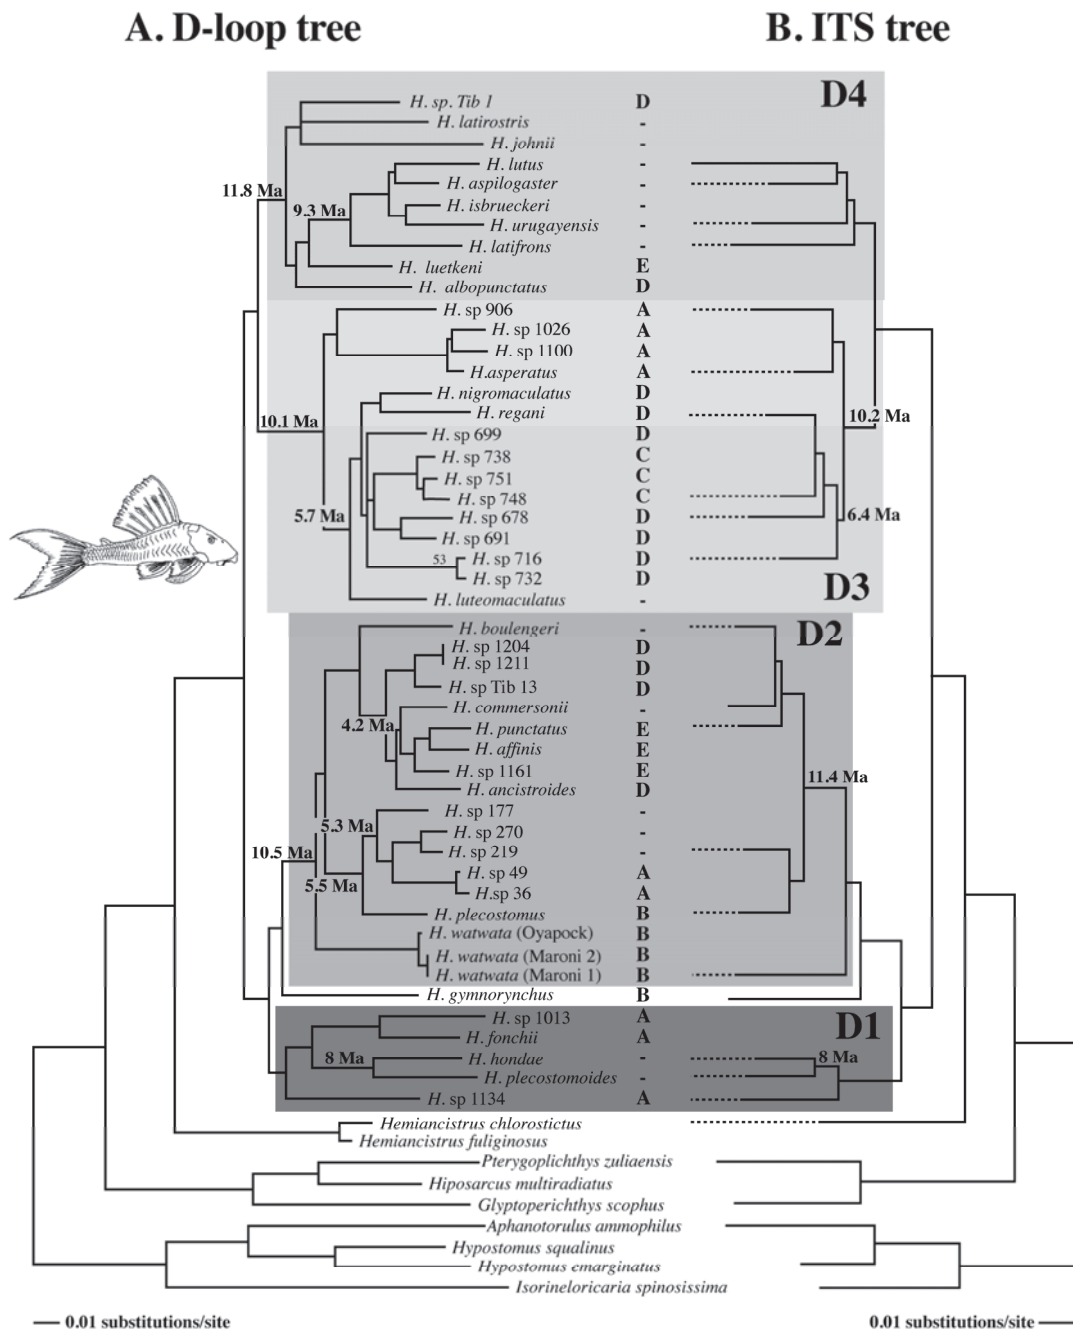 A. D-loop tree B. ITS tree
D4
H. sp. Tib 1 D
H. latirostris -
H. johnii -
H. lutus -
H. aspilogaster -
11.8 Ma
H. isbrueckeri -
9.3 Ma
H. urugayensis -
H. latifrons -
H. luetkeni E
H. albopunctatus D
H. sp 906 A
H. sp 1026 A
H. sp 1100 A
H.asperatus A
H. nigromaculatus D
H. regani D
10.1 Ma 10.2 Ma
H. sp 699 D
H. sp 738 C
H. sp 751 C
H. sp 748 C
5.7 Ma H. sp 678 D 6.4 Ma
H. sp 691 D
53 H. sp 716 D
H. sp 732 D
D3
H. luteomaculatus -
H. boulengeri -
D2
H. sp 1204 D
H. sp 1211 D
H. sp Tib 13 D
H. commersonii -
4.2 Ma H. punctatus E
H. affinis E
H. sp 1161 E 11.4 Ma
H. ancistroides D
H. sp 177 -
5.3 Ma
H. sp 270 -
10.5 Ma H. sp 219 -
H. sp 49 A
5.5 Ma
H.sp 36 A
H. plecostomus B
H. watwata (Oyapock) B
H. watwata (Maroni 2) B
H. watwata (Maroni 1) B
H. gymnorynchus B
H. sp 1013 A
D1
H. fonchii A
8 Ma H. hondae - 8 Ma
H. plecostomoides -
H. sp 1134 A
Hemiancistrus chlorostictus
Hemiancistrus fuliginosus
Pterygoplichthys zuliaensis
Hiposarcus multiradiatus
Glyptoperichthys scophus
Aphanotorulus ammophilus
Hypostomus squalinus
Hypostomus emarginatus
Isorineloricaria spinosissima
0.01 substitutions/site 0.01 substitutions/site